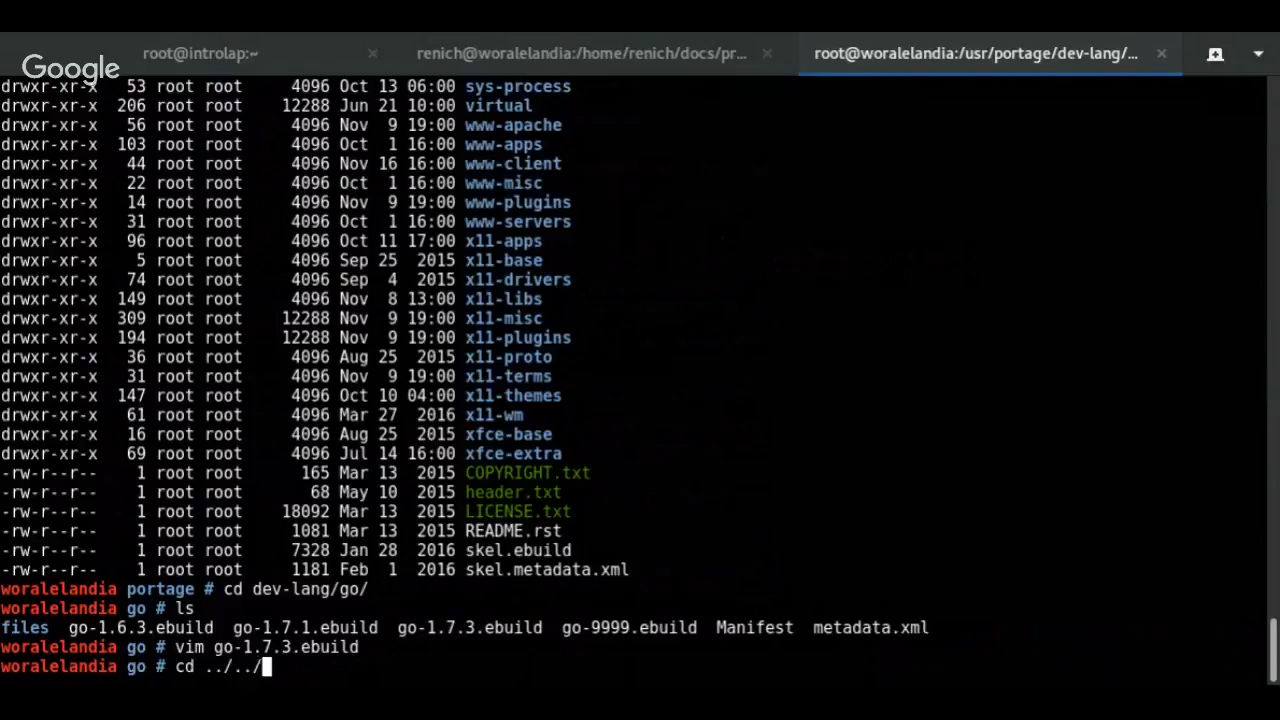 root@introlap:~ × renich@woralelandia:/home/renich/docs/pr... × root@woralelandia:/usr/portage/dev-lang/... ×
Google
drwxr-xr-x 53 root root 4096 Oct 13 06:00 sys-process
drwxr-xr-x 206 root root 12288 Jun 21 10:00 virtual
drwxr-xr-x 56 root root 4096 Nov 9 19:00 www-apache
drwxr-xr-x 103 root root 4096 Oct 1 16:00 www-apps
drwxr-xr-x 44 root root 4096 Nov 16 16:00 www-client
drwxr-xr-x 22 root root 4096 Oct 1 16:00 www-misc
drwxr-xr-x 14 root root 4096 Nov 9 19:00 www-plugins
drwxr-xr-x 31 root root 4096 Oct 1 16:00 www-servers
drwxr-xr-x 96 root root 4096 Oct 11 17:00 x11-apps
drwxr-xr-x 5 root root 4096 Sep 25 2015 x11-base
drwxr-xr-x 74 root root 4096 Sep 4 2015 x11-drivers
drwxr-xr-x 149 root root 4096 Nov 8 13:00 x11-libs
drwxr-xr-x 309 root root 12288 Nov 9 19:00 x11-misc
drwxr-xr-x 194 root root 12288 Nov 9 19:00 x11-plugins
drwxr-xr-x 36 root root 4096 Aug 25 2015 x11-proto
drwxr-xr-x 31 root root 4096 Nov 9 19:00 x11-terms
drwxr-xr-x 147 root root 4096 Oct 10 04:00 x11-themes
drwxr-xr-x 61 root root 4096 Mar 27 2016 x11-wm
drwxr-xr-x 16 root root 4096 Aug 25 2015 xfce-base
drwxr-xr-x 69 root root 4096 Jul 14 16:00 xfce-extra
-rw-r--r-- 1 root root 165 Mar 13 2015 COPYRIGHT.txt
-rw-r--r-- 1 root root 68 May 10 2015 header.txt
-rw-r--r-- 1 root root 18092 Mar 13 2015 LICENSE.txt
-rw-r--r-- 1 root root 1081 Mar 13 2015 README.rst
-rw-r--r-- 1 root root 7328 Jan 28 2016 skel.ebuild
-rw-r--r-- 1 root root 1181 Feb 1 2016 skel.metadata.xml
woralelandia portage # cd dev-lang/go/
woralelandia go # ls
files go-1.6.3.ebuild go-1.7.1.ebuild go-1.7.3.ebuild go-9999.ebuild Manifest metadata.xml
woralelandia go # vim go-1.7.3.ebuild
woralelandia go # cd ../../